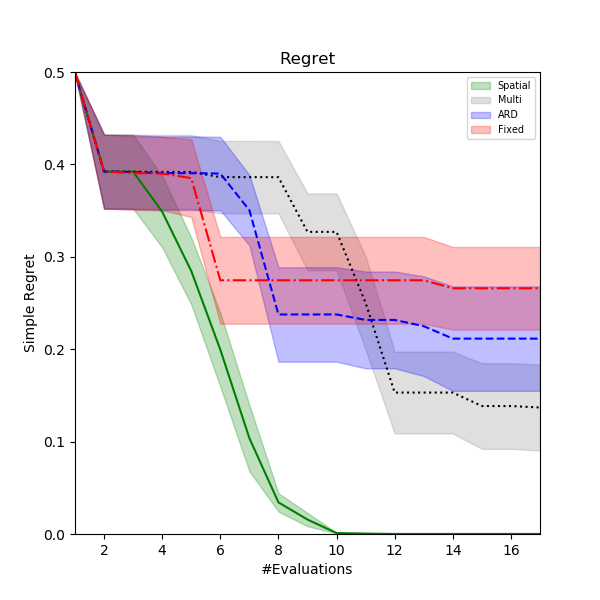 Regret
Spatial
Multi
ARD
Fixed
Simple Regret
0.5
0.4
0.3
0.2
0.1
0.0
2 4 6 8 10 12 14 16
#Evaluations